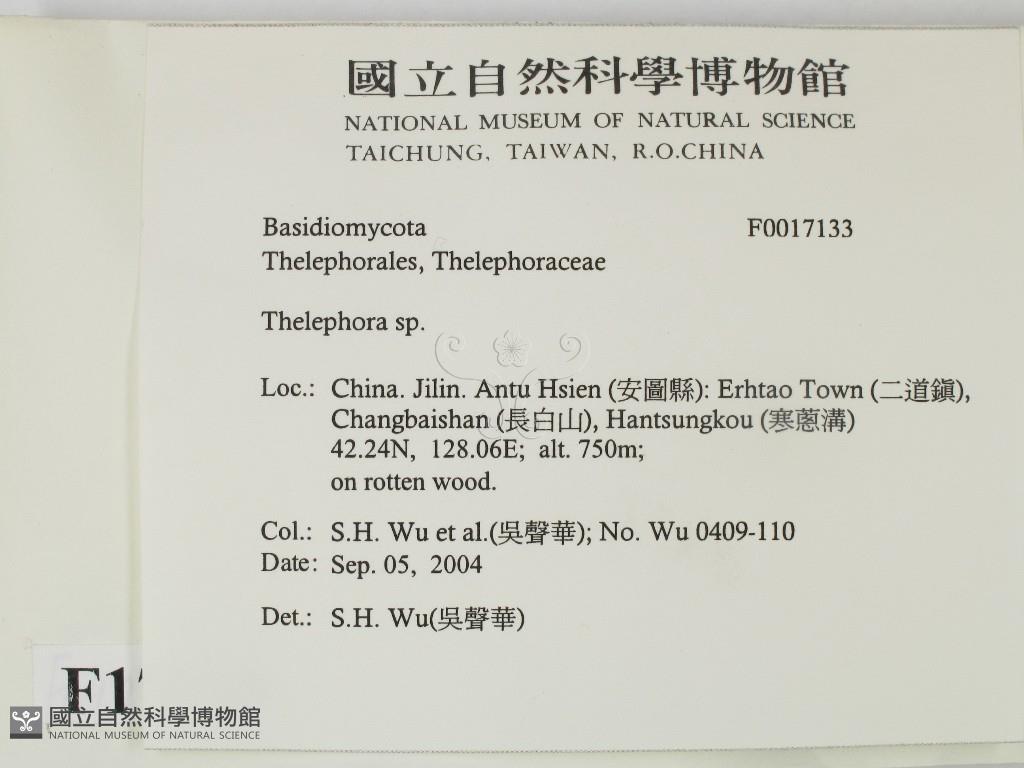 國立自然科學博物館
NATIONAL MUSEUM OF NATURAL SCIENCE
TAICHUNG, TAIWAN, R.O.CHINA
Basidiomycota F0017133
Thelephorales, Thelephoraceae
Thelephora sp.
Loc.: China. Jilin. Antu Hsien (安圖縣): Erhtao Town (二道鎮),
Changbaishan (長白山), Hantsungkou (寒蔥溝)
42.24N, 128.06E; alt. 750m;
on rotten wood.
Col.: S.H. Wu et al.(吳聲華); No. Wu 0409-110
Date: Sep. 05, 2004
Det.: S.H. Wu(吳聲華)
F1
國立自然科學博物館
NATIONAL MUSEUM OF NATURAL SCIENCE